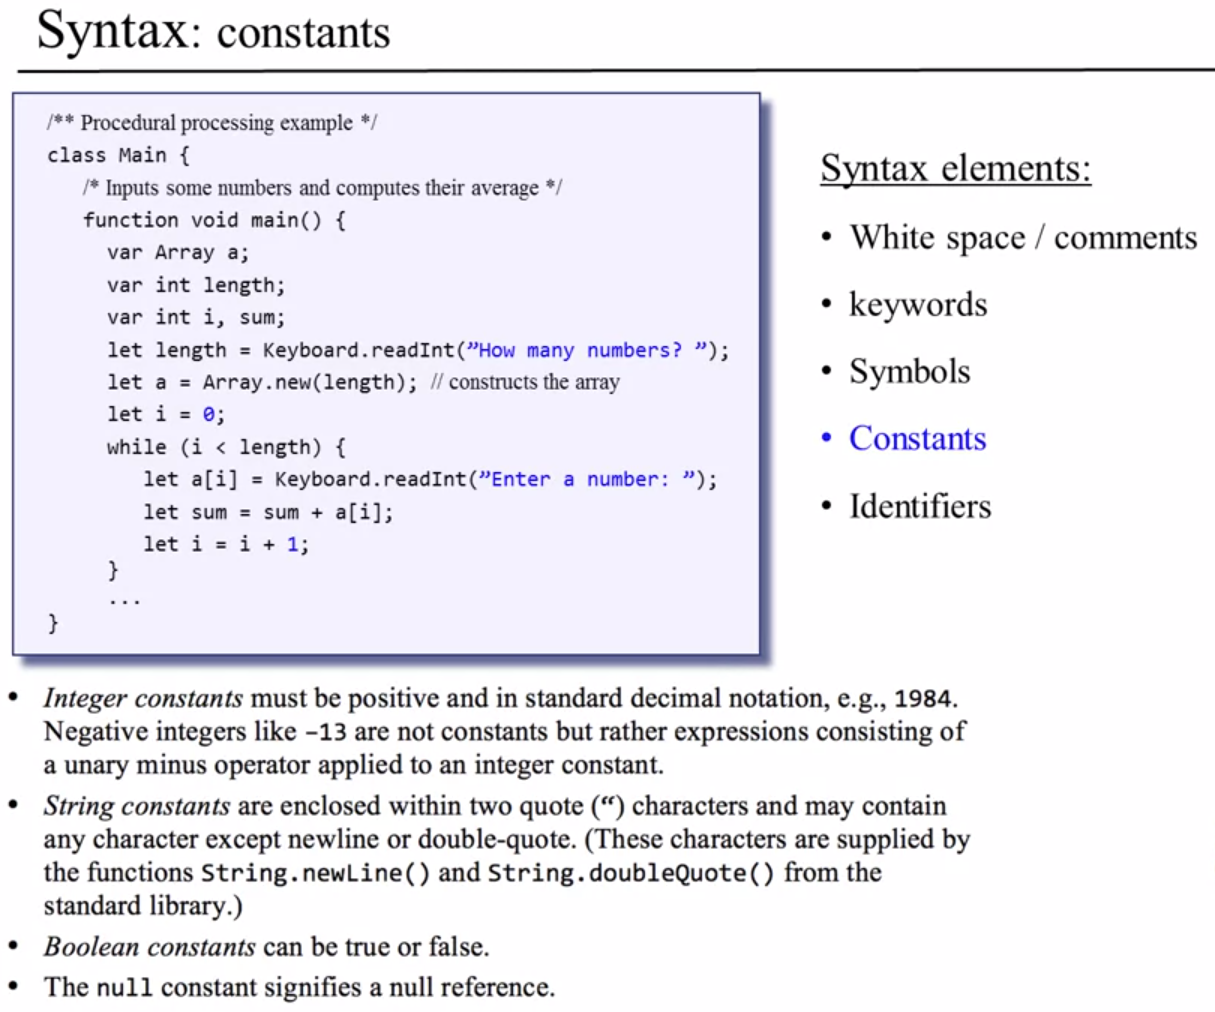 Syntax: constants
/** Procedural processing example */
class Main {
/* Inputs some numbers and computes their average */
function void main() {
var Array a;
var int length;
var int i, sum;
let length = Keyboard.readInt(”How many numbers? ”);
let a = Array.new(length); // constructs the array
let i = 0;
while (i < length) {
let a[i] = Keyboard.readInt(”Enter a number: ”);
let sum = sum + a[i];
let i = i + 1;
}
...
}
Syntax elements:
• White space / comments
• keywords
• Symbols
• Constants
• Identifiers
• Integer constants must be positive and in standard decimal notation, e.g., 1984.
Negative integers like −13 are not constants but rather expressions consisting of
a unary minus operator applied to an integer constant.
• String constants are enclosed within two quote (“) characters and may contain
any character except newline or double-quote. (These characters are supplied by
the functions String.newLine() and String.doubleQuote() from the
standard library.)
• Boolean constants can be true or false.
• The null constant signifies a null reference.